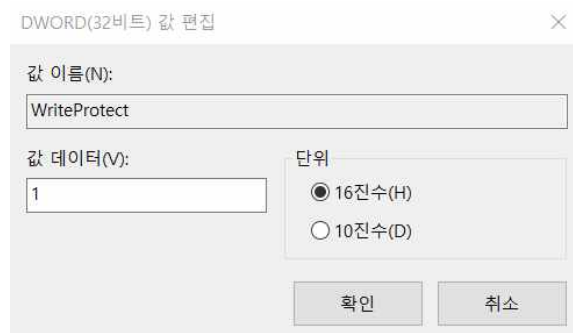 DWORD(32비트) 값 편집
값 이름(N):
WriteProtect
값 데이터(V):
1
단위
16진수(H)
10진수(D)
확인
취소